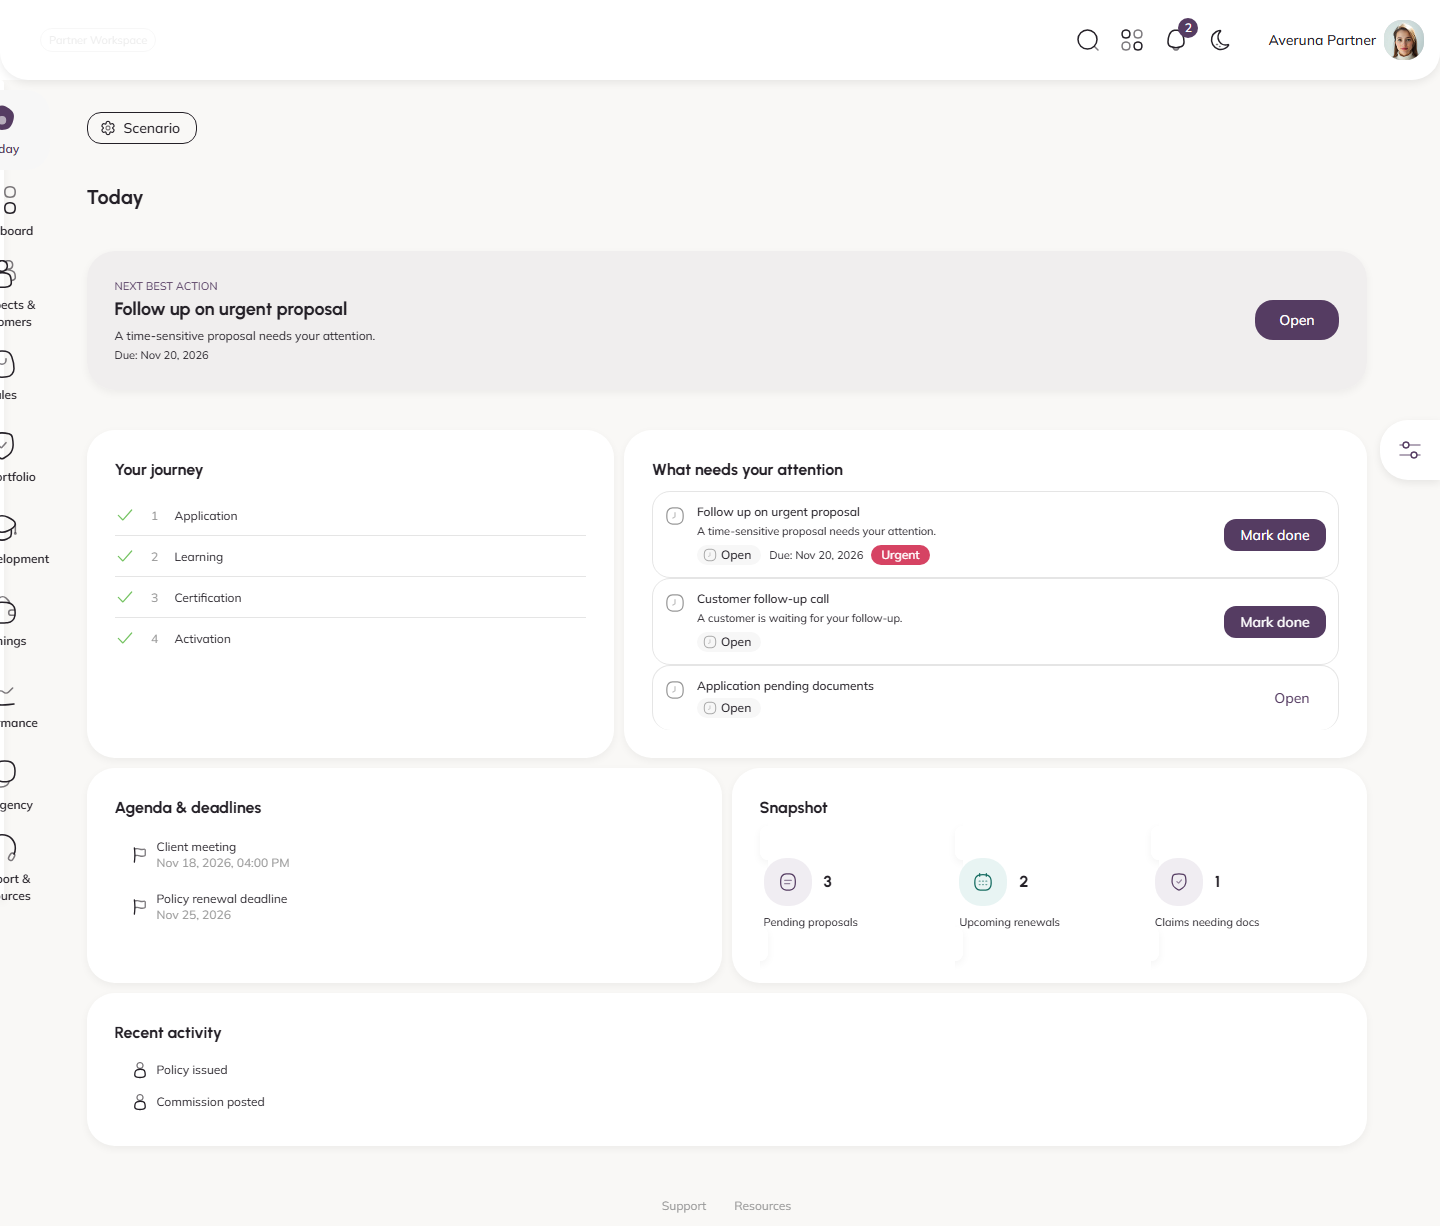 Partner Workspace
2
Averuna Partner
Scenario
Today
NEXT BEST ACTION
Follow up on urgent proposal
A time-sensitive proposal needs your attention.
Due: Nov 20, 2026
Open
day
board
ects &
omers
les
ortfolio
elopment
nings
mance
gency
ort &
urces
Your journey
1 Application
2 Learning
3 Certification
4 Activation
What needs your attention
Follow up on urgent proposal
A time-sensitive proposal needs your attention.
Open Due: Nov 20, 2026 Urgent
Mark done
Customer follow-up call
A customer is waiting for your follow-up.
Open
Mark done
Application pending documents
Open
Open
Agenda & deadlines
Client meeting
Nov 18, 2026, 04:00 PM
Policy renewal deadline
Nov 25, 2026
Snapshot
3
Pending proposals
2
Upcoming renewals
1
Claims needing docs
Recent activity
Policy issued
Commission posted
Support Resources